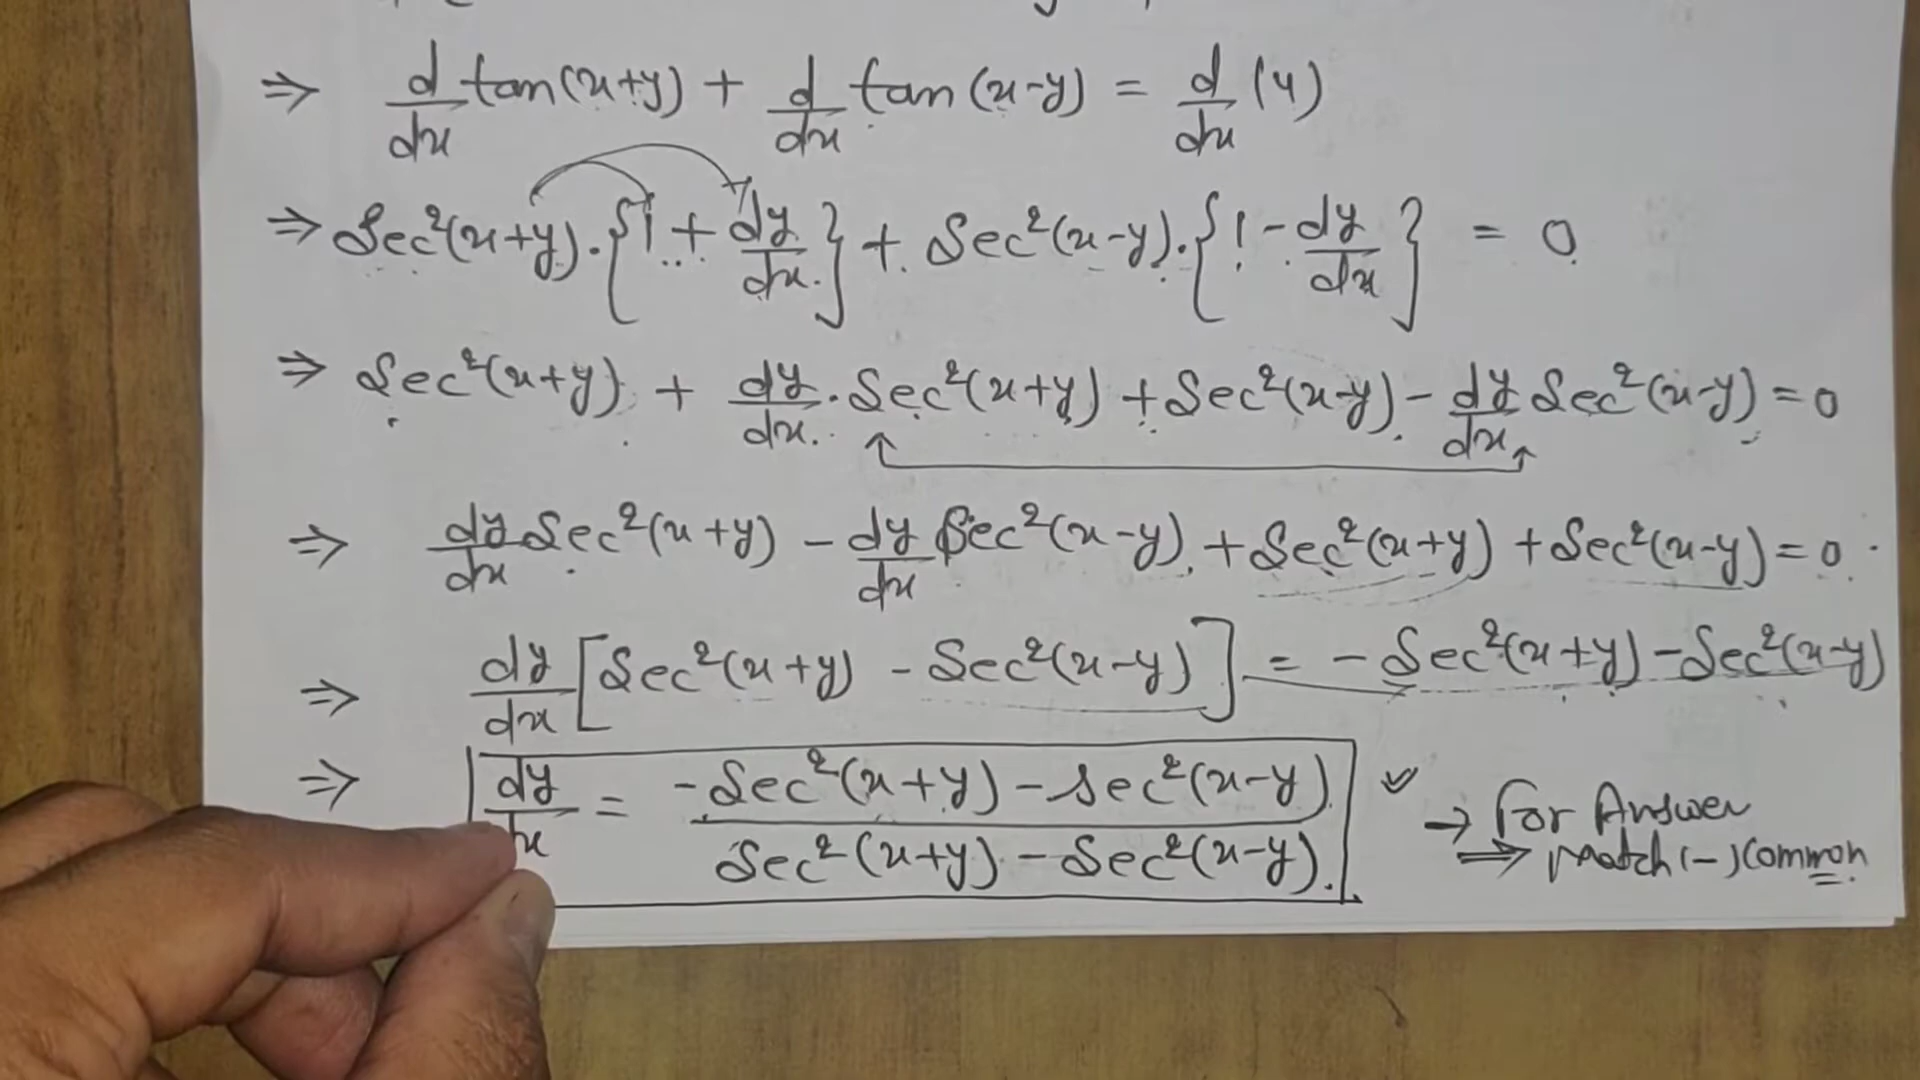 ⇒ d/dx tan(x+y) + d/dx tan(x-y) = d/dx (4)
⇒ Sec²(x+y).{1 + dy/dx} + Sec²(x-y).{1 - dy/dx} = 0
⇒ Sec²(x+y) + dy/dx . Sec²(x+y) + Sec²(x-y) - dy/dx Sec²(x-y) = 0
⇒ dy/dx Sec²(x+y) - dy/dx Sec²(x-y) + Sec²(x+y) + Sec²(x-y) = 0
⇒ dy/dx [Sec²(x+y) - Sec²(x-y)] = -Sec²(x+y) - Sec²(x-y)
⇒ dy/dx = -Sec²(x+y) - Sec²(x-y) / Sec²(x+y) - Sec²(x-y).
→ For Answer
⇒ Match (-) Common